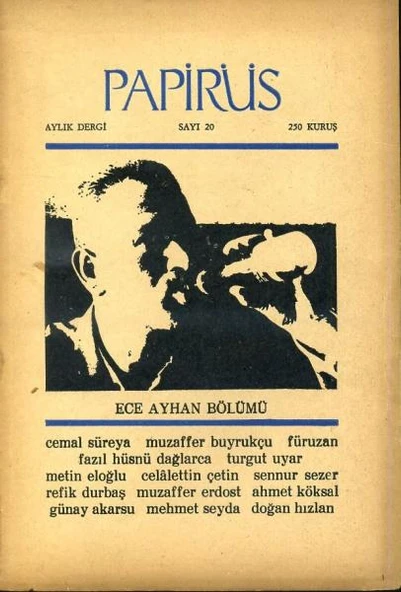 PAPİRÜS
AYLIK DERGİ SAYI 20 250 KURUŞ
ECE AYHAN BÖLÜMÜ
cemal süreya muzaffer buyrukçu füruzan
fazıl hüsnü dağlarca turgut uyar
metin eloğlu celâlettin çetin sennur sezer
refik durbaş muzaffer erdost ahmet köksal
günay akarsu mehmet seyda doğan hızlan